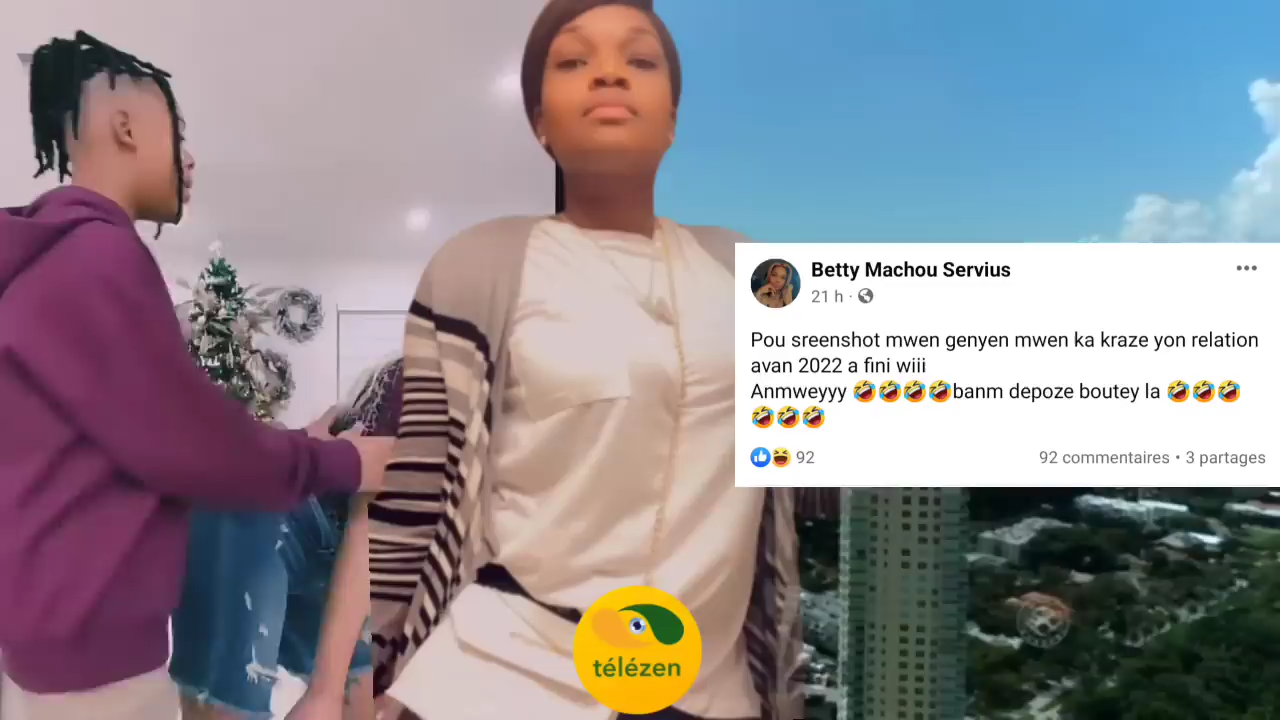 Betty Machou Servius
21 h ·
Pou sreenshot mwen genyen mwen ka kraze yon relation
avan 2022 a fini wiii
Anmweyyy 🤣🤣🤣🤣banm depoze boutey la 🤣🤣🤣
🤣🤣🤣
92
92 commentaires • 3 partages
télézen